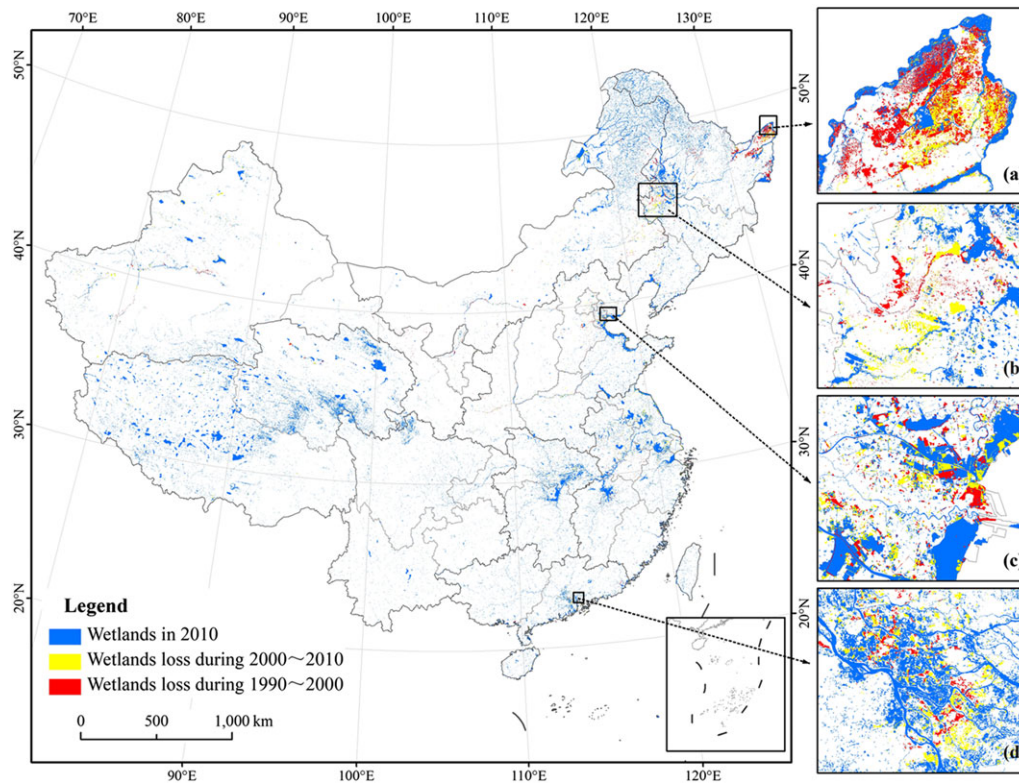 70°E 80°E 90°E 100°E 110°E 120°E 130°E
50°N
50°N
(a)
40°N
40°N
(b)
30°N
30°N
(c)
20°N
20°N
Legend
Wetlands in 2010
Wetlands loss during 2000~2010
Wetlands loss during 1990~2000
0 500 1,000 km
(d)
90°E 100°E 110°E 120°E